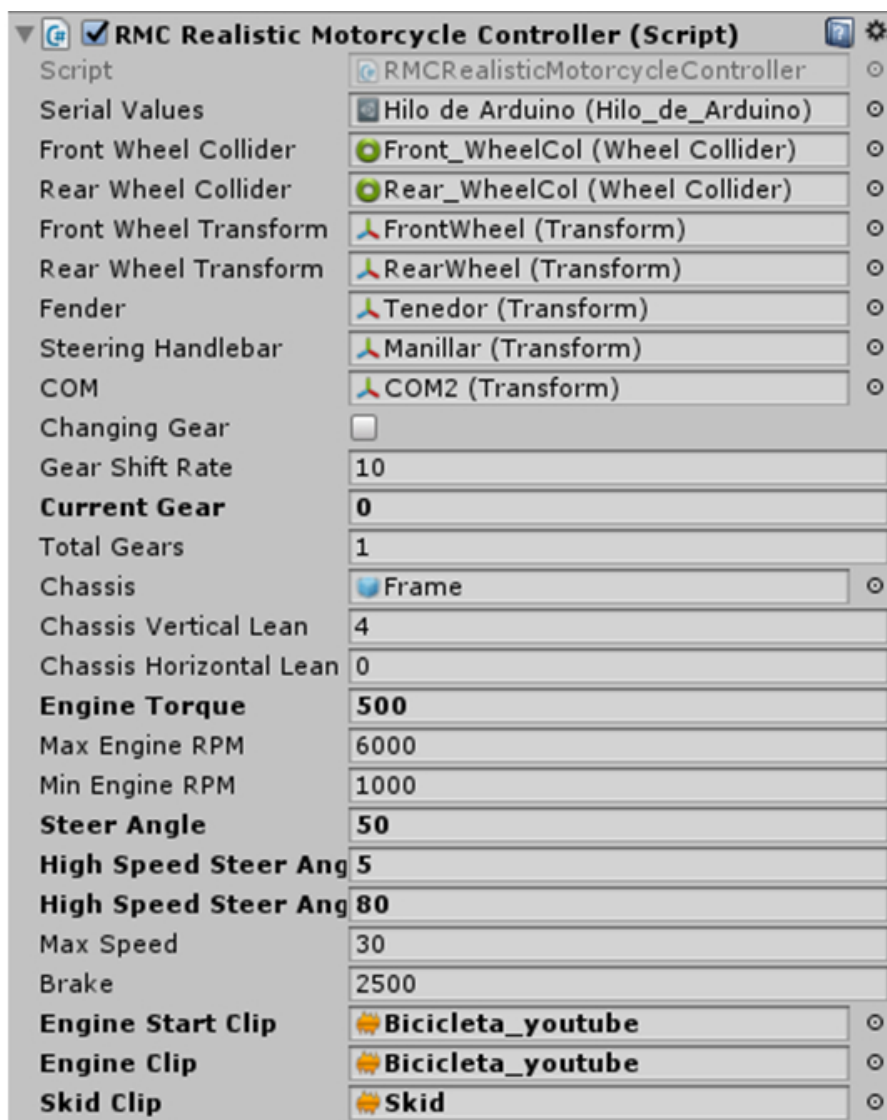 RMC Realistic Motorcycle Controller (Script)
Script RMCRealisticMotorcycleController
Serial Values Hilo de Arduino (Hilo_de_Arduino)
Front Wheel Collider Front_WheelCol (Wheel Collider)
Rear Wheel Collider Rear_WheelCol (Wheel Collider)
Front Wheel Transform FrontWheel (Transform)
Rear Wheel Transform RearWheel (Transform)
Fender Tenedor (Transform)
Steering Handlebar Manillar (Transform)
COM COM2 (Transform)
Changing Gear
Gear Shift Rate 10
Current Gear 0
Total Gears 1
Chassis Frame
Chassis Vertical Lean 4
Chassis Horizontal Lean 0
Engine Torque 500
Max Engine RPM 6000
Min Engine RPM 1000
Steer Angle 50
High Speed Steer Ang 5
High Speed Steer Ang 80
Max Speed 30
Brake 2500
Engine Start Clip Bicicleta_youtube
Engine Clip Bicicleta_youtube
Skid Clip Skid